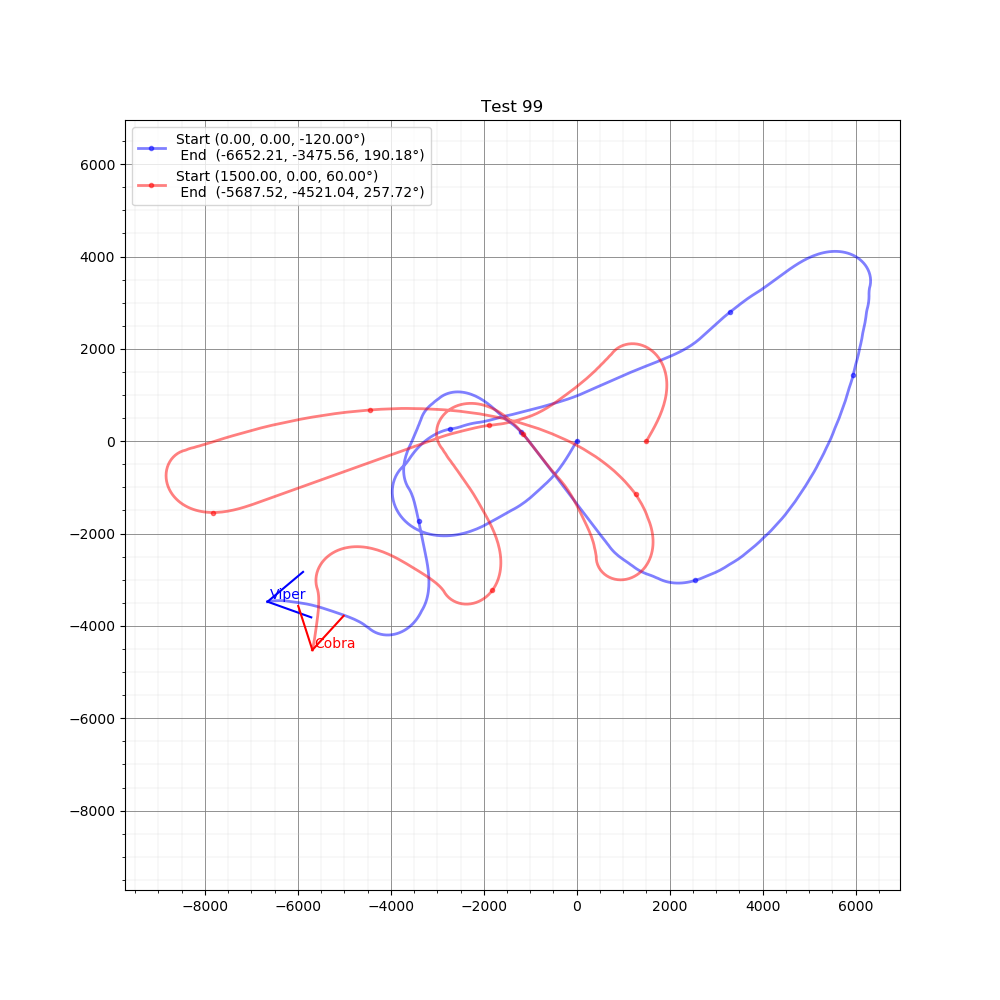 Test 99
Start (0.00, 0.00, -120.00°)
End (-6652.21, -3475.56, 190.18°)
Start (1500.00, 0.00, 60.00°)
End (-5687.52, -4521.04, 257.72°)
6000
4000
2000
0
−2000
−4000
−6000
−8000
Viper
Cobra
−8000 −6000 −4000 −2000 0 2000 4000 6000